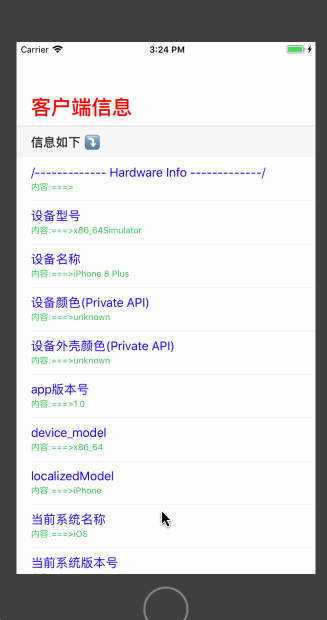 Carrier 3:24 PM
客户端信息
信息如下 ⤵️
/------------- Hardware Info -------------/
内容:===>
设备型号
内容:===>x86_64Simulator
设备名称
内容:===>iPhone 8 Plus
设备颜色(Private API)
内容:===>unknown
设备外壳颜色(Private API)
内容:===>unknown
app版本号
内容:===>1.0
device_model
内容:===>x86_64
localizedModel
内容:===>iPhone
当前系统名称
内容:===>iOS
当前系统版本号